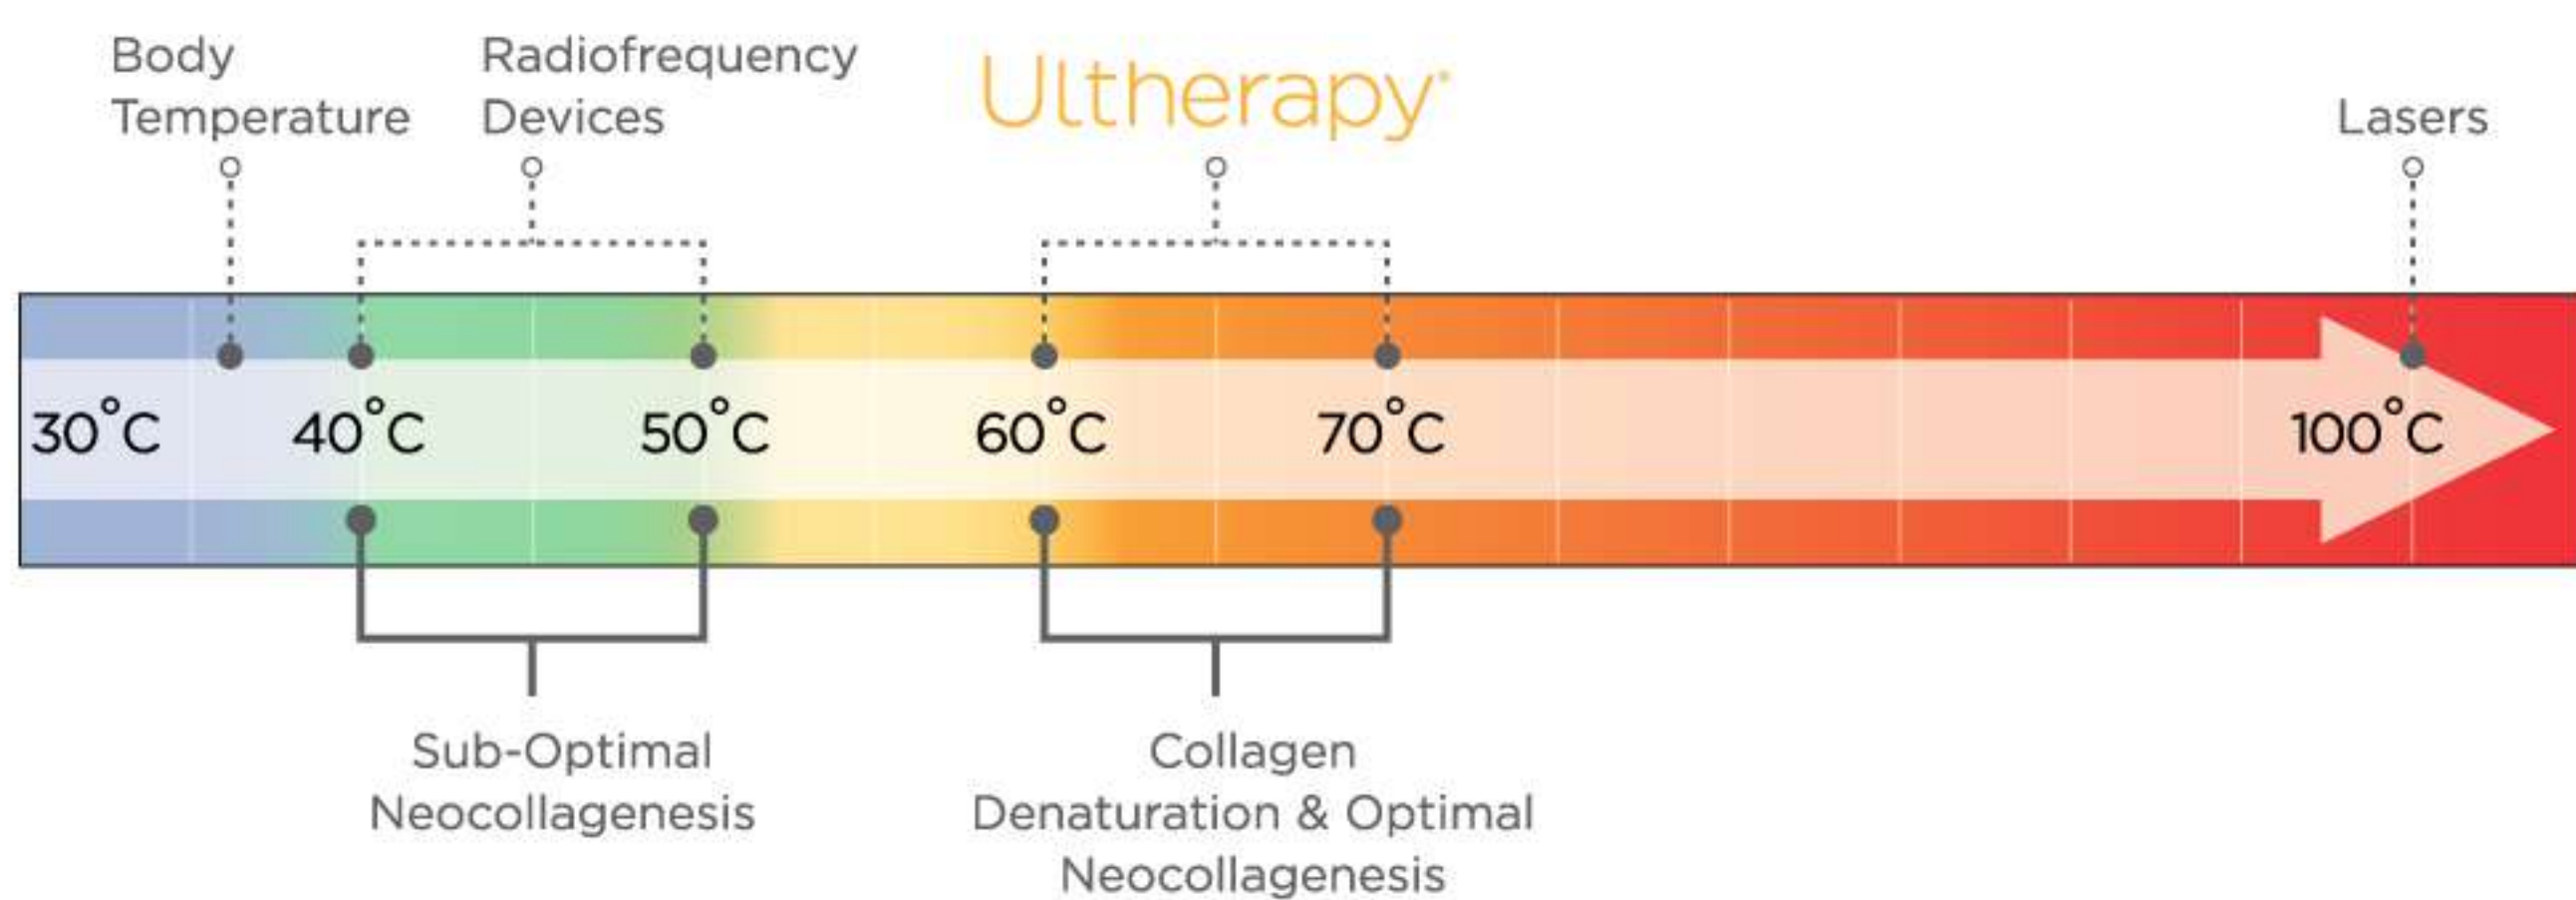 Body
Temperature
Radiofrequency
Devices
Ultherapy®
Lasers
30°C 40°C 50°C 60°C 70°C 100°C
Sub-Optimal
Neocollagenesis
Collagen
Denaturation & Optimal
Neocollagenesis